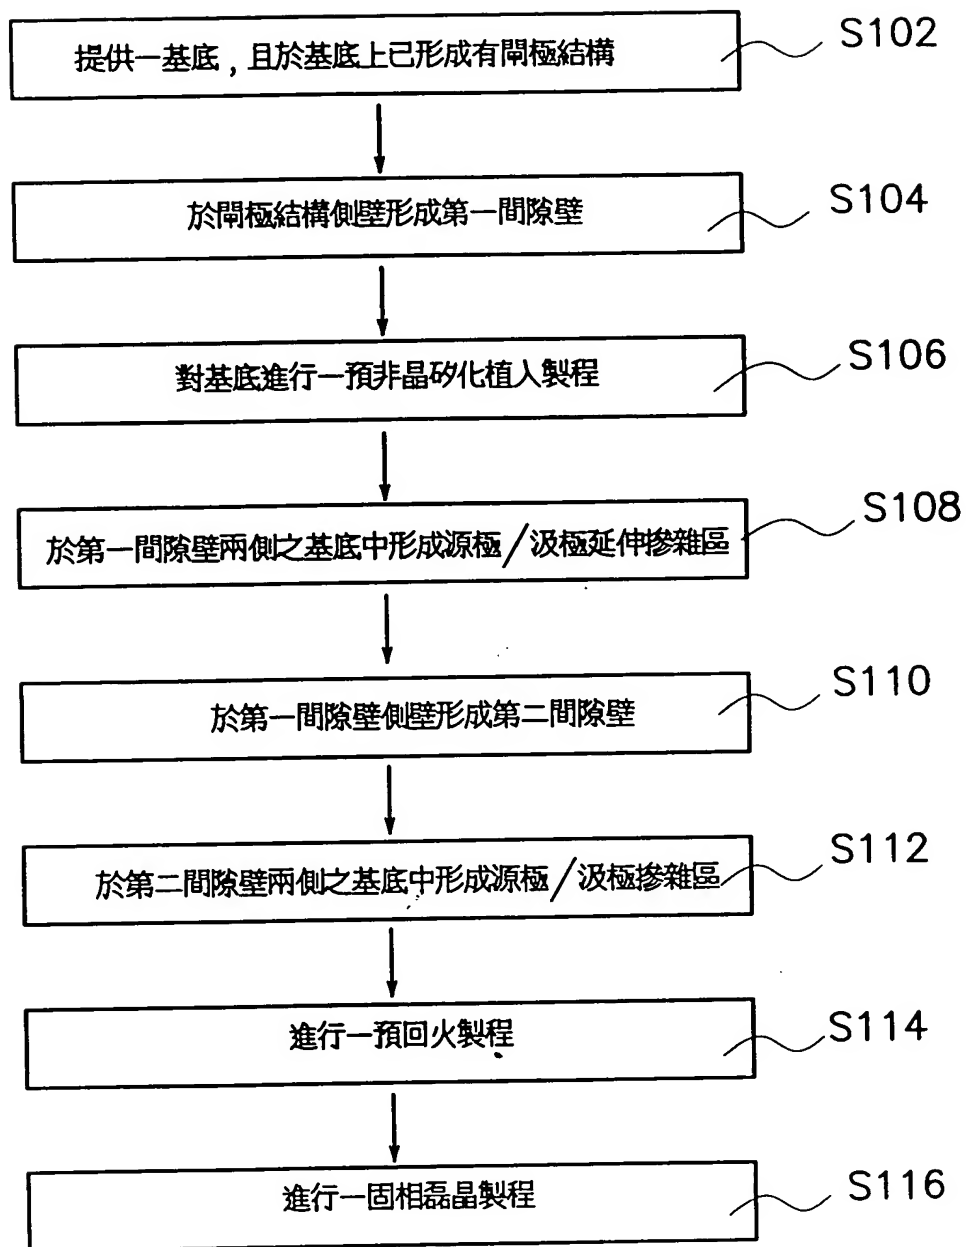 提供一基底，且於基底上已形成有閘極結構 S102
於閘極結構側壁形成第一間隙壁 S104
對基底進行一預非晶矽化植入製程 S106
於第一間隙壁兩側之基底中形成源極/汲極延伸摻雜區 S108
於第一間隙壁側壁形成第二間隙壁 S110
於第二間隙壁兩側之基底中形成源極/汲極摻雜區 S112
進行一預回火製程 S114
進行一固相磊晶製程 S116